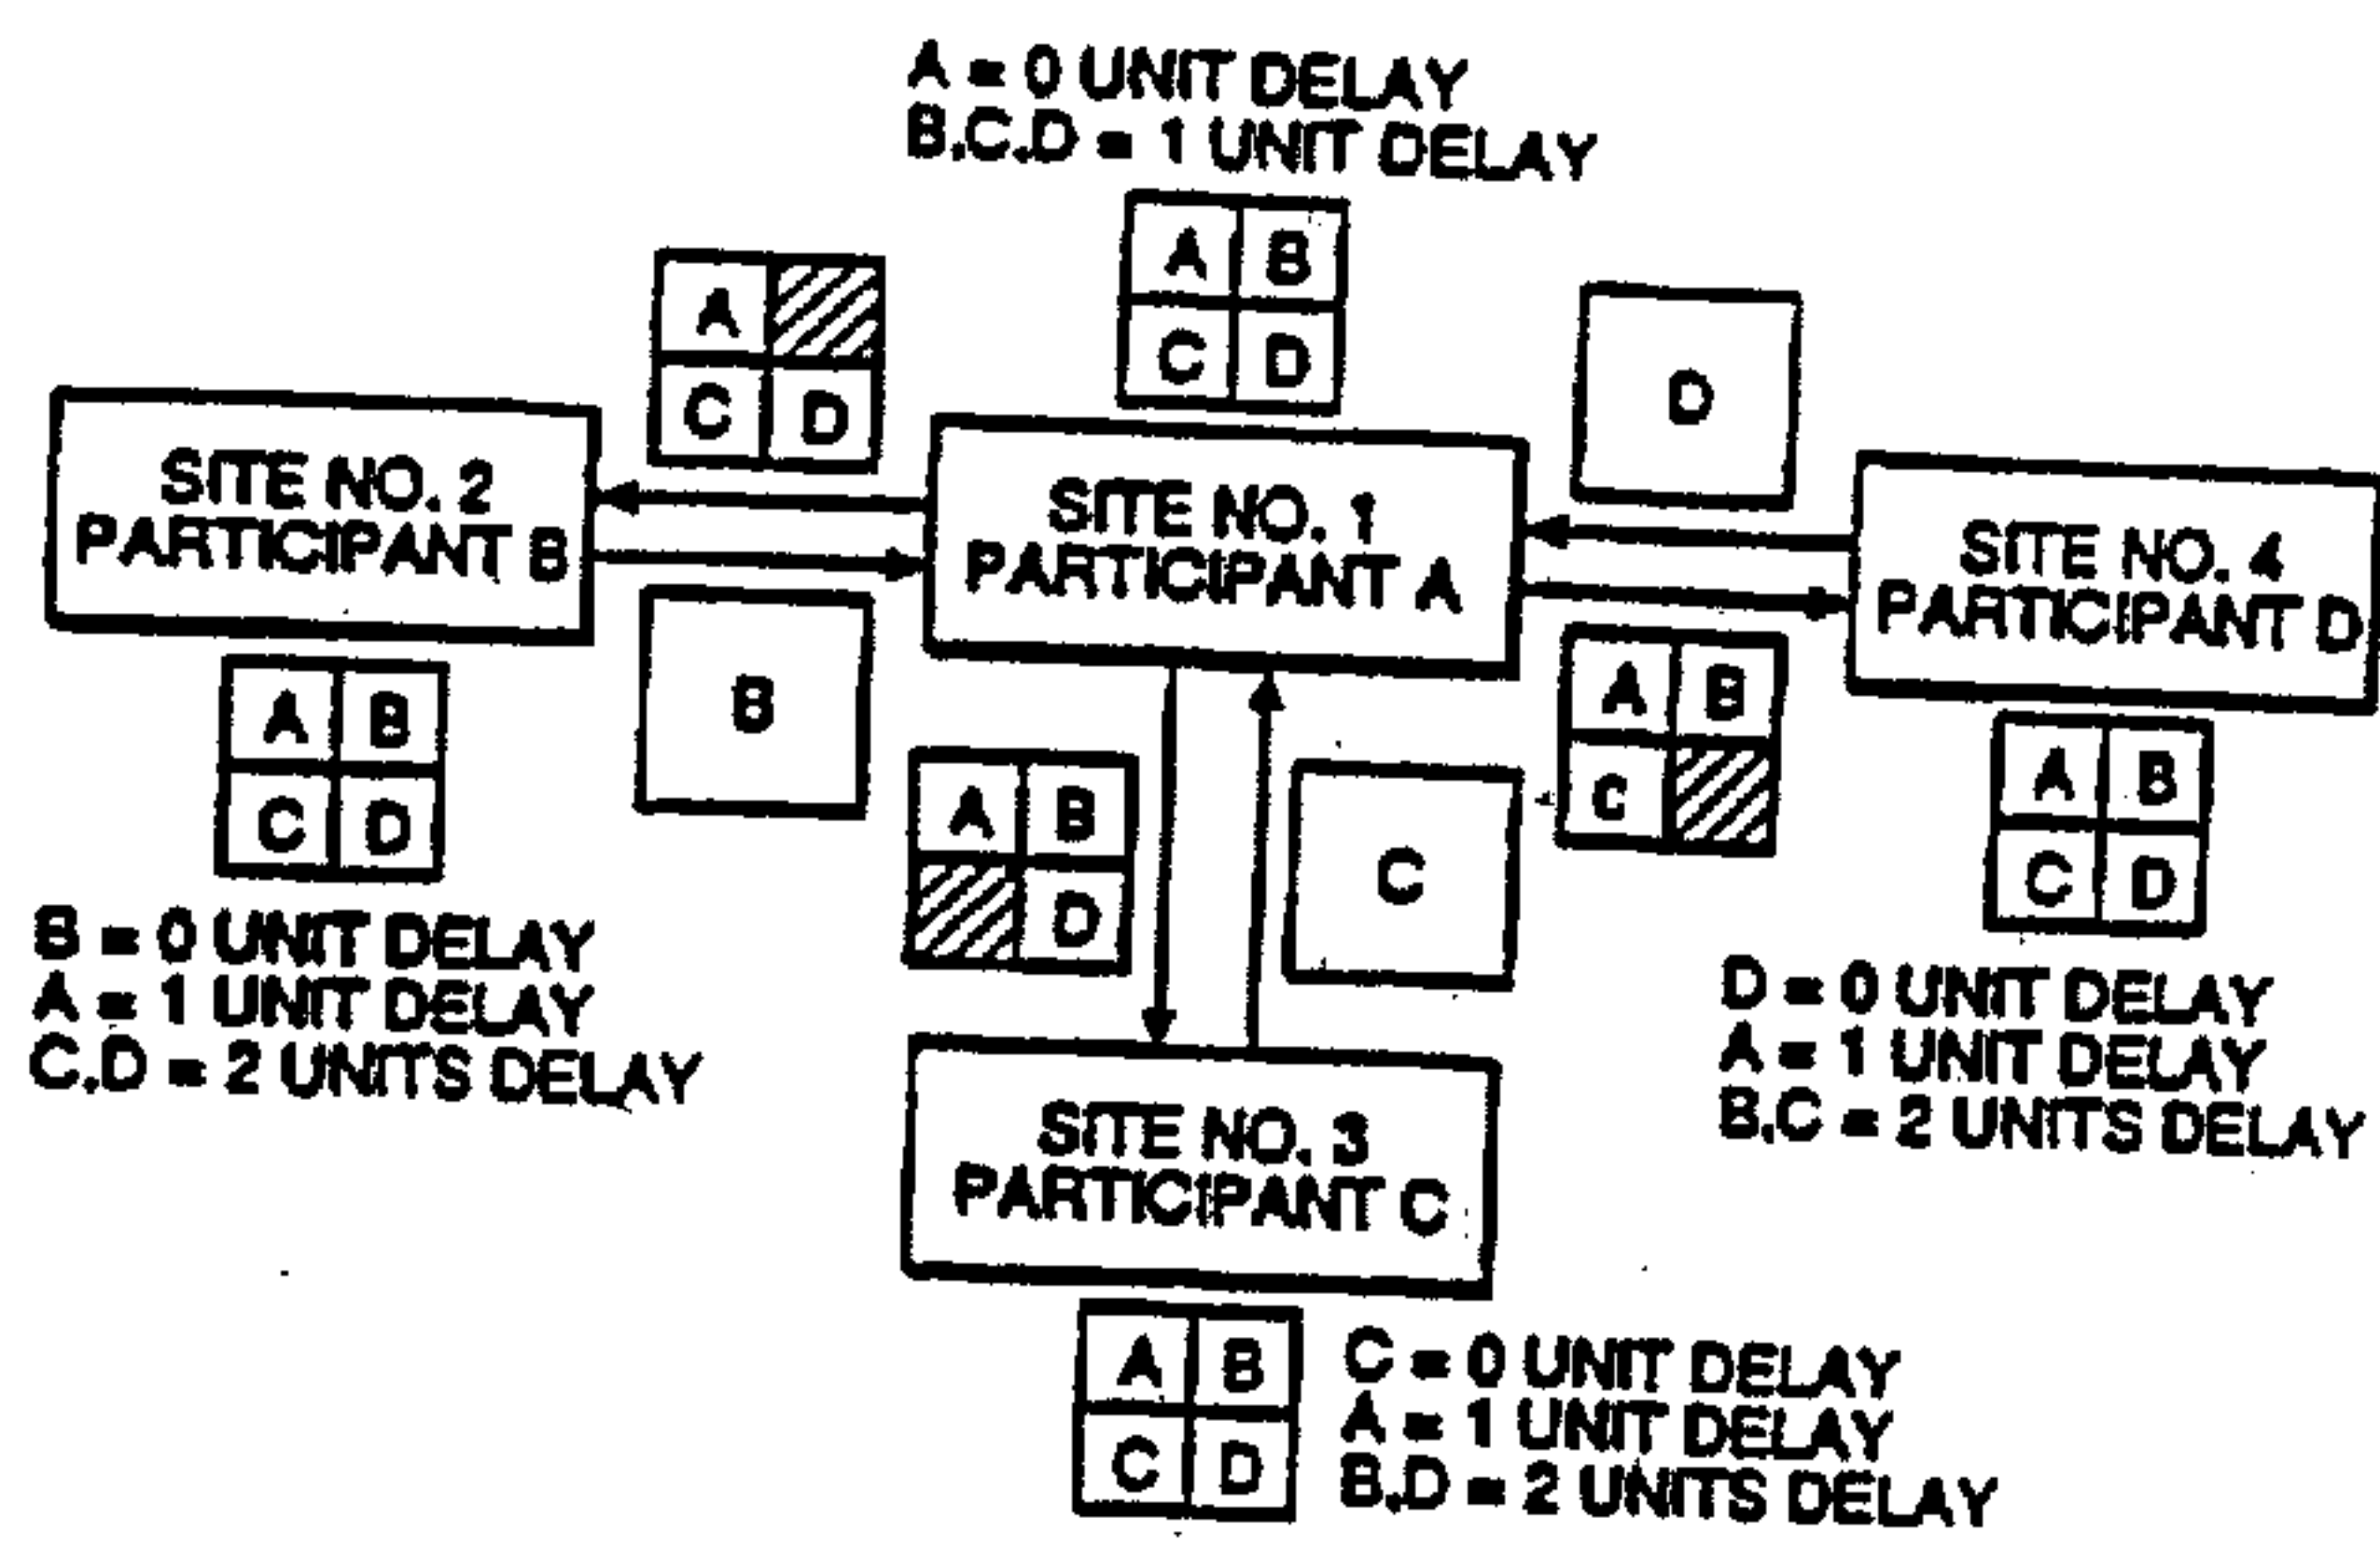 A = 0 UNIT DELAY
B,C,D = 1 UNIT DELAY
A B
C D
A
C D
D
SITE NO. 2
PARTICIPANT B
SITE NO. 1
PARTICIPANT A
SITE NO. 4
PARTICIPANT D
A B
C D
B
A B
D
C
A B
C
A B
C D
B = 0 UNIT DELAY
A = 1 UNIT DELAY
C,D = 2 UNITS DELAY
D = 0 UNIT DELAY
A = 1 UNIT DELAY
B,C = 2 UNITS DELAY
SITE NO. 3
PARTICIPANT C
A B
C D
C = 0 UNIT DELAY
A = 1 UNIT DELAY
B,D = 2 UNITS DELAY